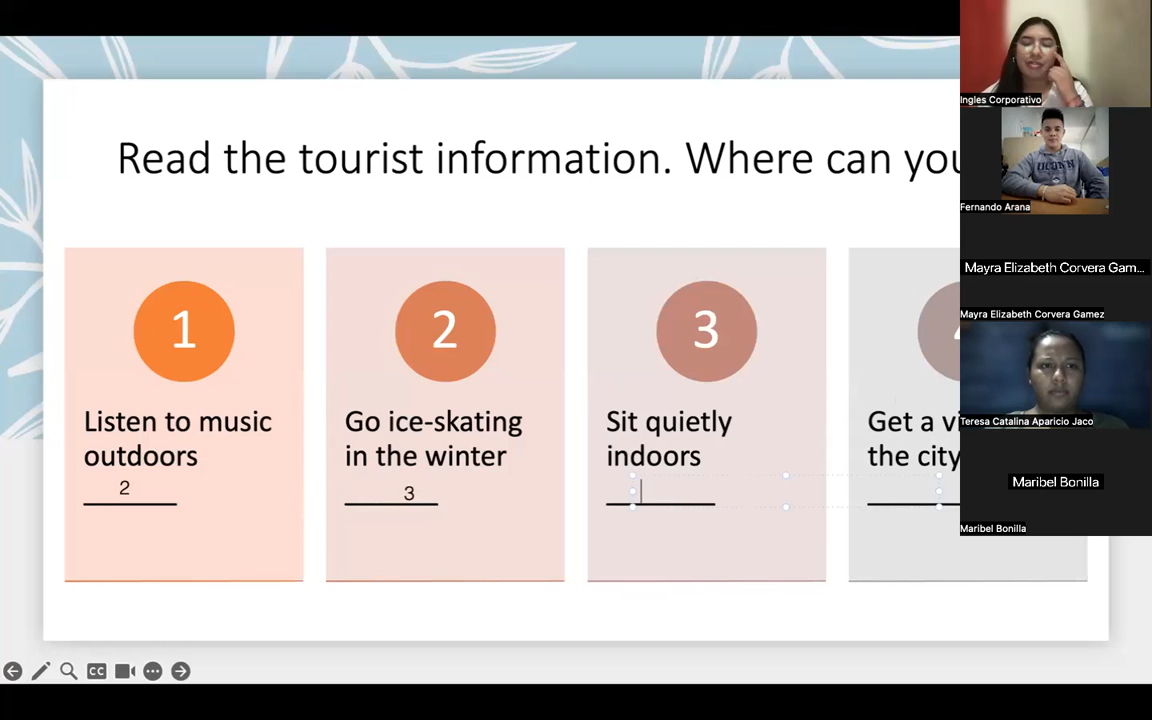 Read the tourist information. Where can you
1
Listen to music
outdoors
2
2
Go ice-skating
in the winter
3
3
Sit quietly
indoors
Get a vi
the city
Ingles Corporativo
UCONN
Fernando Arana
Mayra Elizabeth Corvera Gam...
Mayra Elizabeth Corvera Gamez
Teresa Catalina Aparicio Jaco
Maribel Bonilla
Maribel Bonilla
CC